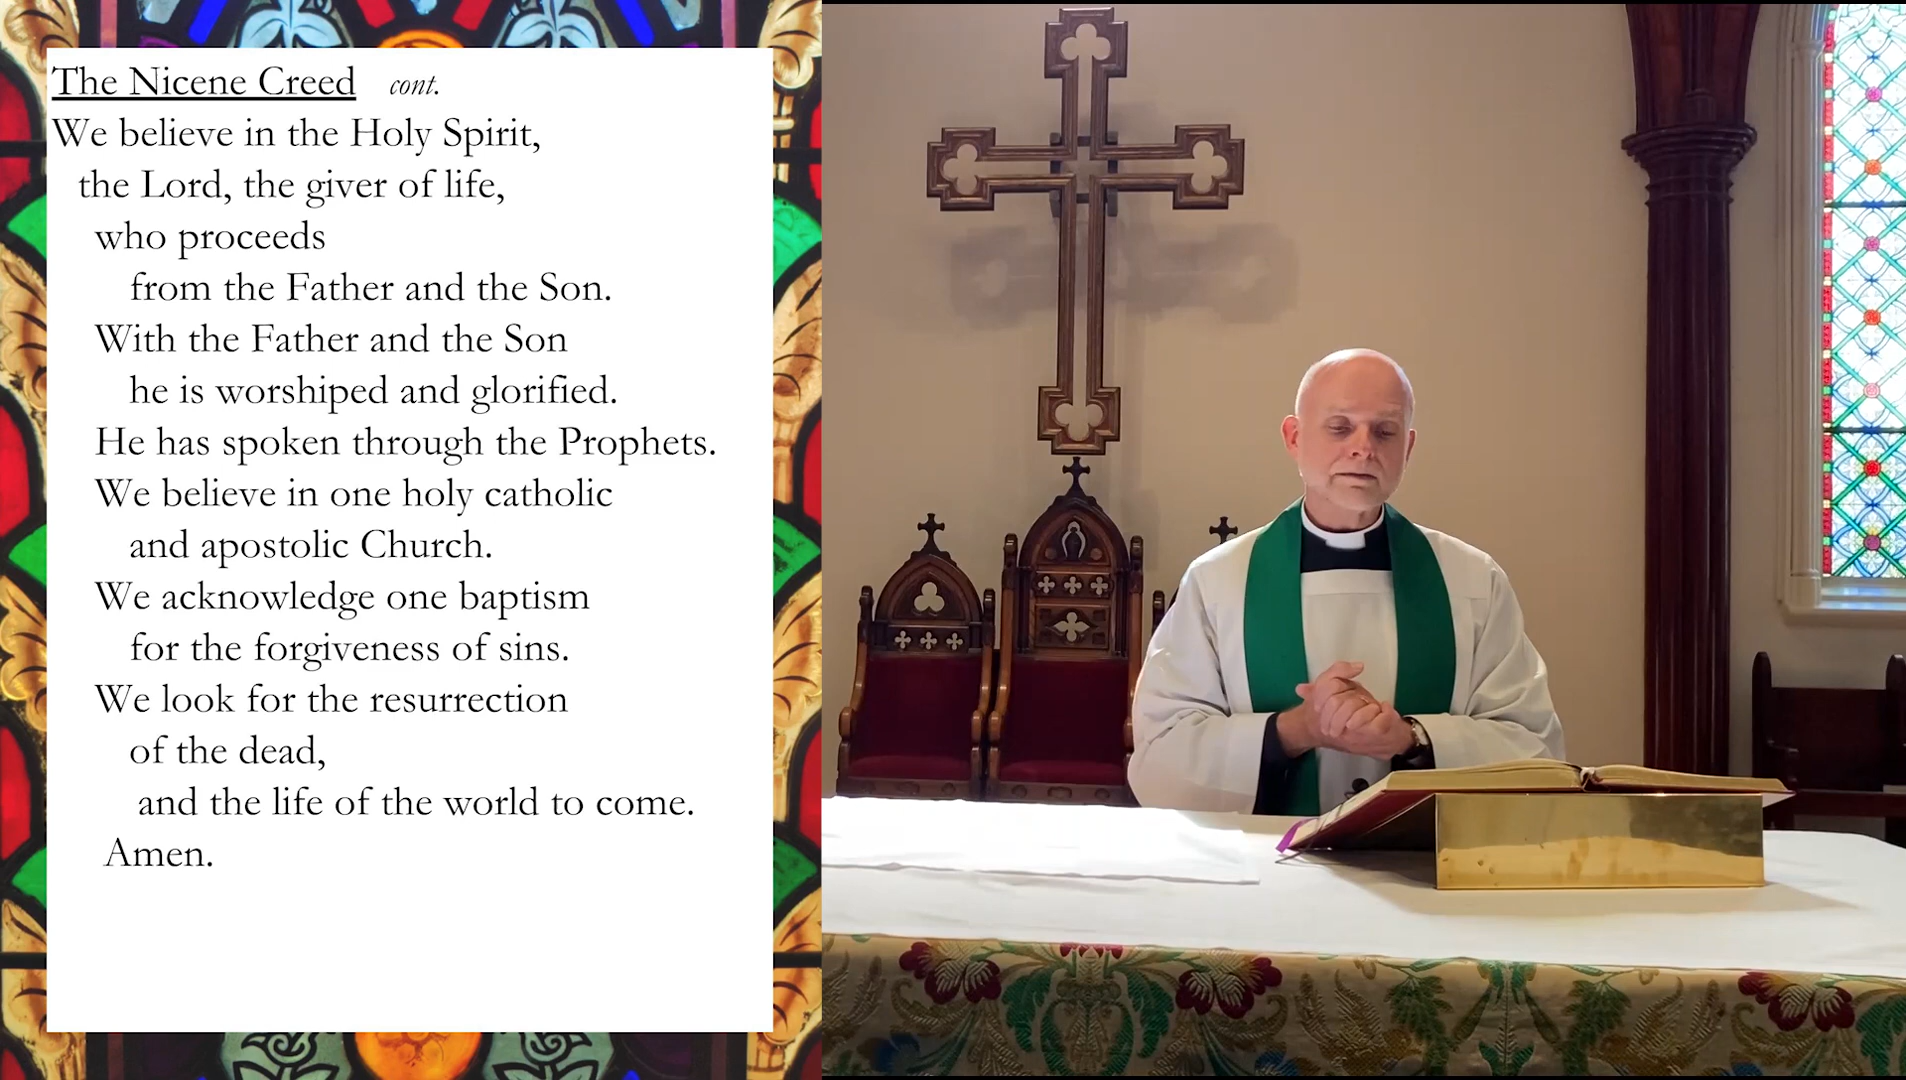 The Nicene Creed cont.
We believe in the Holy Spirit,
the Lord, the giver of life,
who proceeds
from the Father and the Son.
With the Father and the Son
he is worshiped and glorified.
He has spoken through the Prophets.
We believe in one holy catholic
and apostolic Church.
We acknowledge one baptism
for the forgiveness of sins.
We look for the resurrection
of the dead,
and the life of the world to come.
Amen.